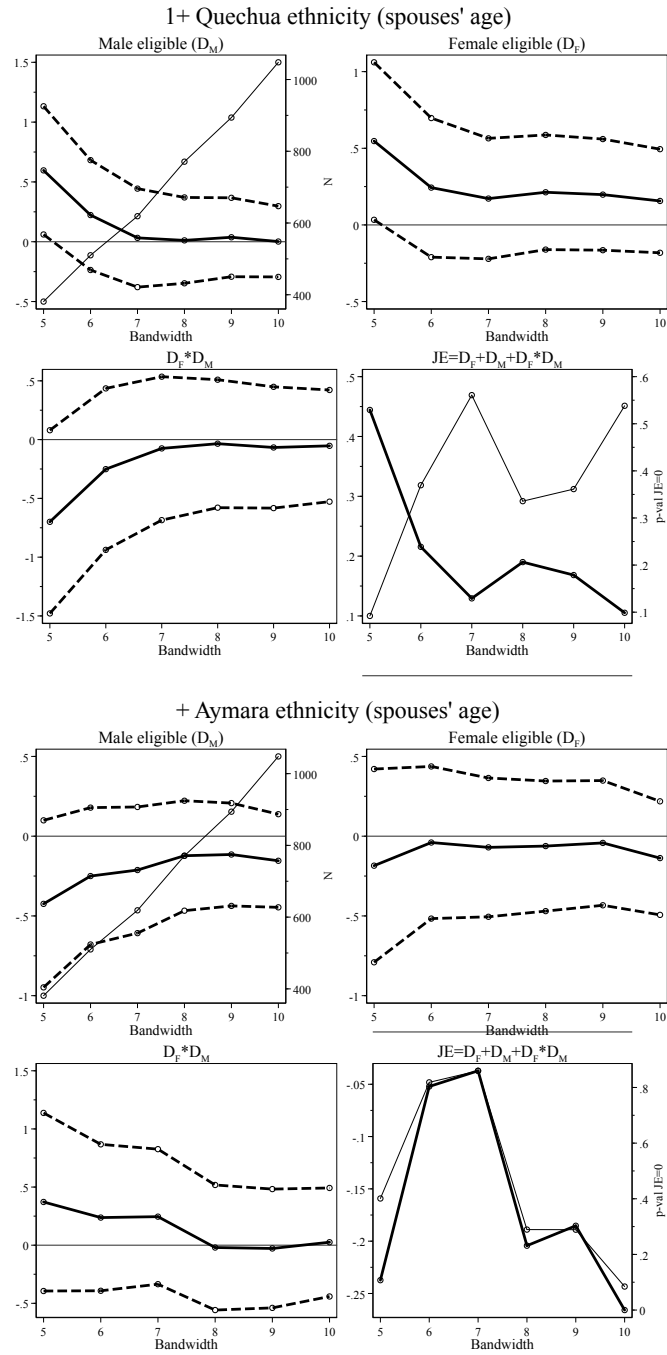 1+ Quechua ethnicity (spouses' age)
Male eligible (D_M)
1.5
1
.5
0
-.5
1000
800
600
400
N
5 6 7 8 9 10
Bandwidth
Female eligible (D_F)
1
.5
0
-.5
5 6 7 8 9 10
Bandwidth
D_F*D_M
.5
0
-.5
-1
-1.5
5 6 7 8 9 10
Bandwidth
JE=D_F+D_M+D_F*D_M
.5
.4
.3
.2
.1
.6
.5
.4
.3
.2
.1
p-val JE=0
5 6 7 8 9 10
Bandwidth
+ Aymara ethnicity (spouses' age)
Male eligible (D_M)
.5
0
-.5
-1
1000
800
600
400
N
5 6 7 8 9 10
Bandwidth
Female eligible (D_F)
.5
0
-.5
-1
5 6 7 8 9 10
Bandwidth
D_F*D_M
1.5
1
.5
0
-.5
5 6 7 8 9 10
Bandwidth
JE=D_F+D_M+D_F*D_M
-.05
-.1
-.15
-.2
-.25
.8
.6
.4
.2
0
p-val JE=0
5 6 7 8 9 10
Bandwidth